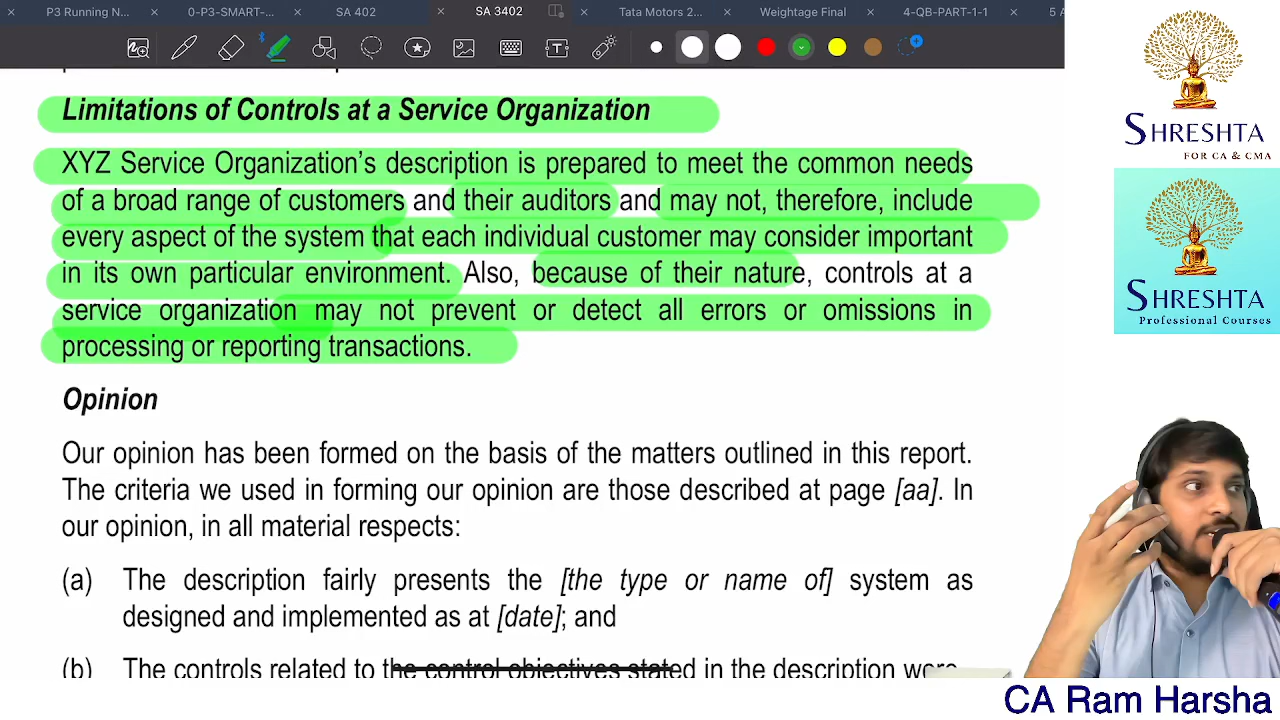 P3 Running N...
0-P3-SMART-...
SA 402
SA 3402
Tata Motors 2...
Weightage Final
4-QB-PART-1-1
5 A
Limitations of Controls at a Service Organization
XYZ Service Organization's description is prepared to meet the common needs
of a broad range of customers and their auditors and may not, therefore, include
every aspect of the system that each individual customer may consider important
in its own particular environment. Also, because of their nature, controls at a
service organization may not prevent or detect all errors or omissions in
processing or reporting transactions.
Opinion
Our opinion has been formed on the basis of the matters outlined in this report.
The criteria we used in forming our opinion are those described at page [aa]. In
our opinion, in all material respects:
(a) The description fairly presents the [the type or name of] system as
designed and implemented as at [date]; and
(b) The controls related to the control objectives stated in the description were
SHRESHTA
FOR CA & CMA
SHRESHTA
Professional Courses
CA Ram Harsha